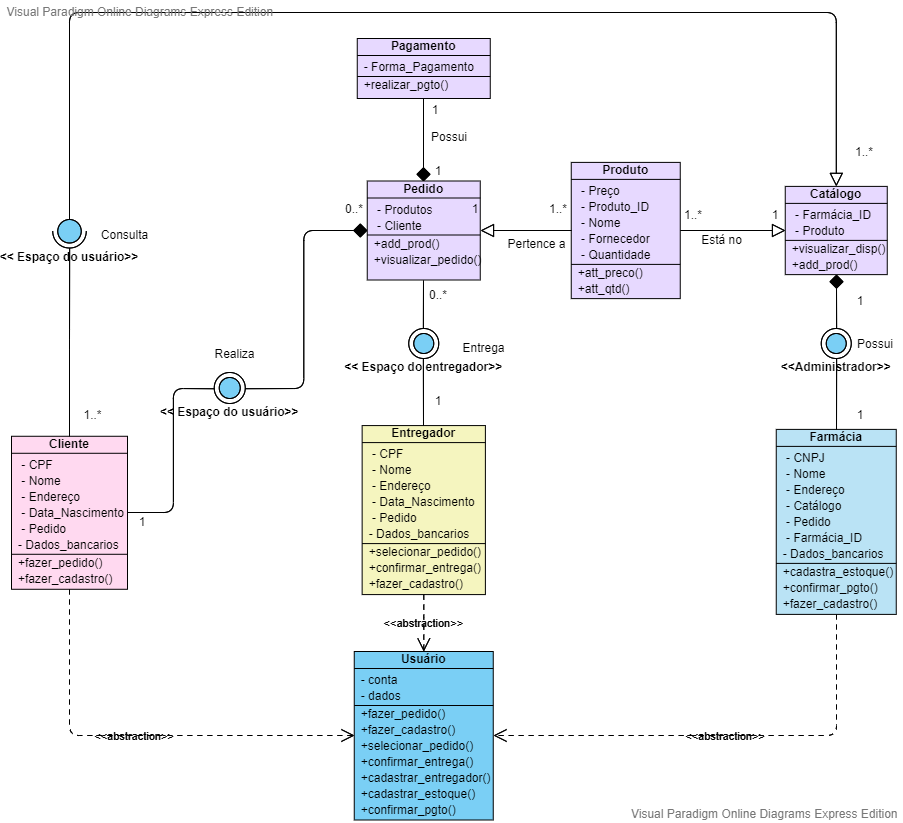 Visual Paradigm Online Diagrams Express Edition
Pagamento
- Forma_Pagamento
+realizar_pgto()
1
Possui
1
Pedido
- Produtos
- Cliente
+add_prod()
+visualizar_pedido()
0..*
1
1..*
Pertence a
Produto
- Preço
- Produto_ID
- Nome
- Fornecedor
- Quantidade
+att_preco()
+att_qtd()
1..*
1
Está no
1..*
Catálogo
- Farmácia_ID
- Produto
+visualizar_disp()
+add_prod()
Consulta
<< Espaço do usuário>>
0..*
Entrega
<< Espaço do entregador>>
1
1
Possui
<<Administrador>>
1
Realiza
<< Espaço do usuário>>
1..*
1
Cliente
- CPF
- Nome
- Endereço
- Data_Nascimento
- Pedido
- Dados_bancarios
+fazer_pedido()
+fazer_cadastro()
Entregador
- CPF
- Nome
- Endereço
- Data_Nascimento
- Pedido
- Dados_bancarios
+selecionar_pedido()
+confirmar_entrega()
+fazer_cadastro()
Farmácia
- CNPJ
- Nome
- Endereço
- Catálogo
- Pedido
- Farmácia_ID
- Dados_bancarios
+cadastra_estoque()
+confirmar_pgto()
+fazer_cadastro()
<<abstraction>>
Usuário
- conta
- dados
+fazer_pedido()
+fazer_cadastro()
+selecionar_pedido()
+confirmar_entrega()
+cadastrar_entregador()
+cadastrar_estoque()
+confirmar_pgto()
<<abstraction>>
<<abstraction>>
Visual Paradigm Online Diagrams Express Edition